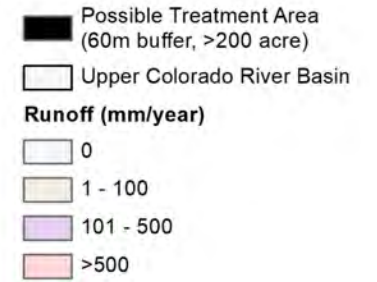 Possible Treatment Area
(60m buffer, >200 acre)
Upper Colorado River Basin
Runoff (mm/year)
0
1 - 100
101 - 500
>500